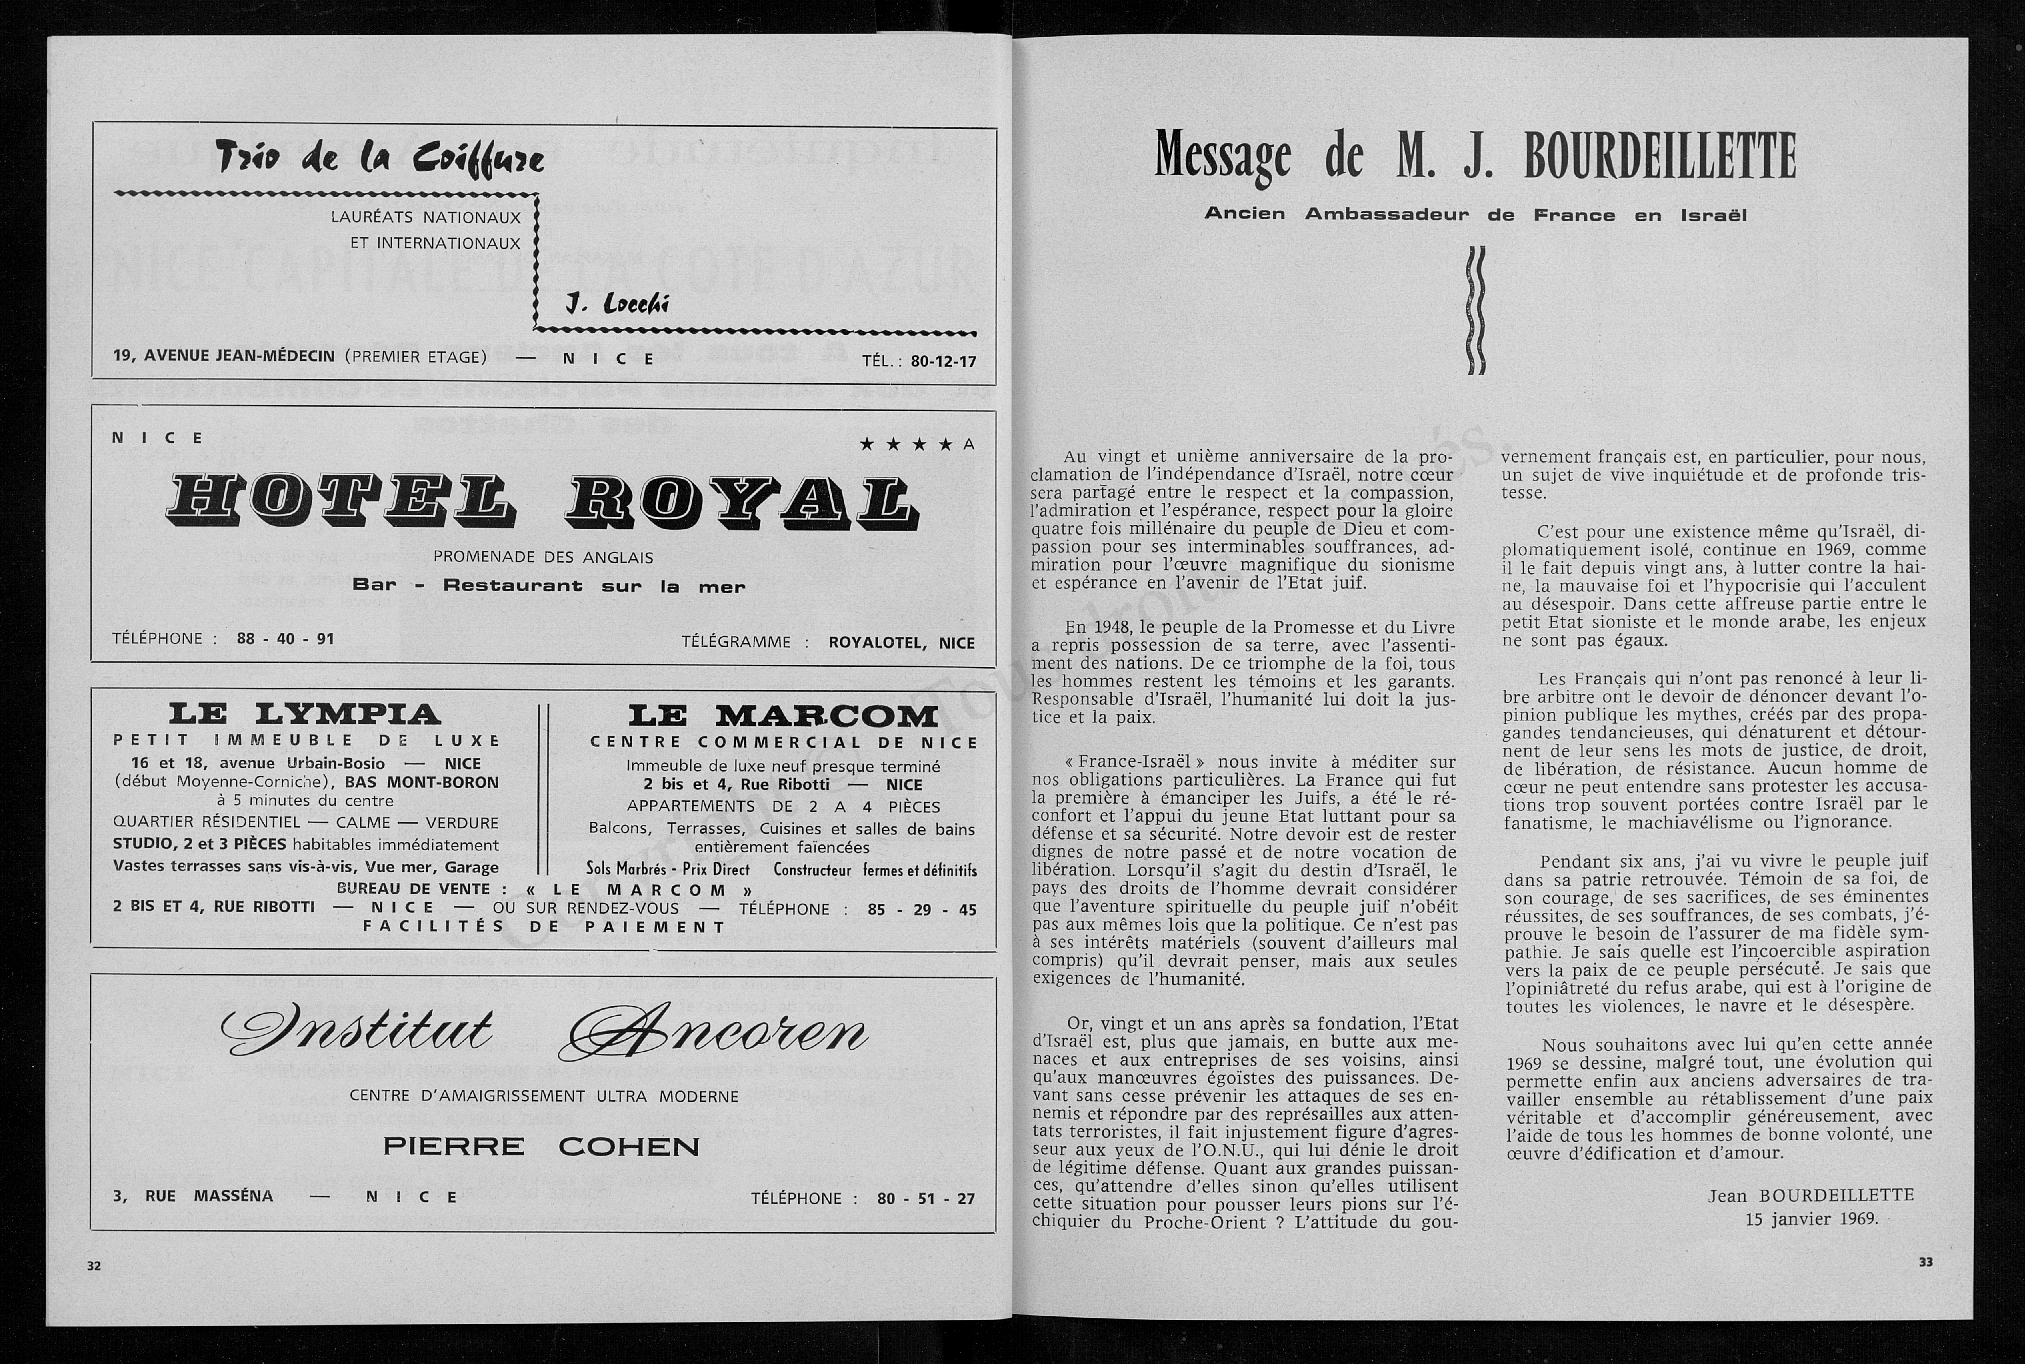 Trio de la Coiffure
LAURÉATS NATIONAUX
ET INTERNATIONAUX
J. Locchi
19, AVENUE JEAN-MÉDECIN (PREMIER ETAGE) — NICE TÉL. : 80-12-17
NICE ★ ★ ★ ★ A
HOTEL ROYAL
PROMENADE DES ANGLAIS
Bar - Restaurant sur la mer
TÉLÉPHONE : 88 - 40 - 91 TÉLÉGRAMME : ROYALOTEL, NICE
LE LYMPIA
PETIT IMMEUBLE DE LUXE
16 et 18, avenue Urbain-Bosio — NICE
(début Moyenne-Corniche), BAS MONT-BORON
à 5 minutes du centre
QUARTIER RÉSIDENTIEL — CALME — VERDURE
STUDIO, 2 et 3 PIÈCES habitables immédiatement
Vastes terrasses sans vis-à-vis, Vue mer, Garage
LE MARCOM
CENTRE COMMERCIAL DE NICE
Immeuble de luxe neuf presque terminé
2 bis et 4, Rue Ribotti — NICE
APPARTEMENTS DE 2 A 4 PIÈCES
Balcons, Terrasses, Cuisines et salles de bains
entièrement faïencées
Sols Marbrés - Prix Direct Constructeur fermes et définitifs
BUREAU DE VENTE : « LE MARCOM »
2 BIS ET 4, RUE RIBOTTI — NICE — OU SUR RENDEZ-VOUS — TÉLÉPHONE : 85 - 29 - 45
FACILITÉS DE PAIEMENT
Institut Ancoren
CENTRE D'AMAIGRISSEMENT ULTRA MODERNE
PIERRE COHEN
3, RUE MASSÉNA — NICE TÉLÉPHONE : 80 - 51 - 27
32
Message de M. J. BOURDEILLETTE
Ancien Ambassadeur de France en Israël
Au vingt et unième anniversaire de la pro-
clamation de l'indépendance d'Israël, notre cœur
sera partagé entre le respect et la compassion,
l'admiration et l'espérance, respect pour la gloire
quatre fois millénaire du peuple de Dieu et com-
passion pour ses interminables souffrances, ad-
miration pour l'œuvre magnifique du sionisme
et espérance en l'avenir de l'Etat juif.
En 1948, le peuple de la Promesse et du Livre
a repris possession de sa terre, avec l'assenti-
ment des nations. De ce triomphe de la foi, tous
les hommes restent les témoins et les garants.
Responsable d'Israël, l'humanité lui doit la jus-
tice et la paix.
« France-Israël » nous invite à méditer sur
nos obligations particulières. La France qui fut
la première à émanciper les Juifs, a été le ré-
confort et l'appui du jeune Etat luttant pour sa
défense et sa sécurité. Notre devoir est de rester
dignes de notre passé et de notre vocation de
libération. Lorsqu'il s'agit du destin d'Israël, le
pays des droits de l'homme devrait considérer
que l'aventure spirituelle du peuple juif n'obéit
pas aux mêmes lois que la politique. Ce n'est pas
à ses intérêts matériels (souvent d'ailleurs mal
compris) qu'il devrait penser, mais aux seules
exigences de l'humanité.
Or, vingt et un ans après sa fondation, l'Etat
d'Israël est, plus que jamais, en butte aux me-
naces et aux entreprises de ses voisins, ainsi
qu'aux manœuvres égoïstes des puissances. De-
vant sans cesse prévenir les attaques de ses en-
nemis et répondre par des représailles aux atten-
tats terroristes, il fait injustement figure d'agres-
seur aux yeux de l'O.N.U., qui lui dénie le droit
de légitime défense. Quant aux grandes puissan-
ces, qu'attendre d'elles sinon qu'elles utilisent
cette situation pour pousser leurs pions sur l'é-
chiquier du Proche-Orient ? L'attitude du gou-
vernement français est, en particulier, pour nous,
un sujet de vive inquiétude et de profonde tris-
tesse.
C'est pour une existence même qu'Israël, di-
plomatiquement isolé, continue en 1969, comme
il le fait depuis vingt ans, à lutter contre la hai-
ne, la mauvaise foi et l'hypocrisie qui l'acculent
au désespoir. Dans cette affreuse partie entre le
petit Etat sioniste et le monde arabe, les enjeux
ne sont pas égaux.
Les Français qui n'ont pas renoncé à leur li-
bre arbitre ont le devoir de dénoncer devant l'o-
pinion publique les mythes, créés par des propa-
gandes tendancieuses, qui dénaturent et détour-
nent de leur sens les mots de justice, de droit,
de libération, de résistance. Aucun homme de
cœur ne peut entendre sans protester les accusa-
tions trop souvent portées contre Israël par le
fanatisme, le machiavélisme ou l'ignorance.
Pendant six ans, j'ai vu vivre le peuple juif
dans sa patrie retrouvée. Témoin de sa foi, de
son courage, de ses sacrifices, de ses éminentes
réussites, de ses souffrances, de ses combats, j'é-
prouve le besoin de l'assurer de ma fidèle sym-
pathie. Je sais quelle est l'incoercible aspiration
vers la paix de ce peuple persécuté. Je sais que
l'opiniâtreté du refus arabe, qui est à l'origine de
toutes les violences, le navre et le désespère.
Nous souhaitons avec lui qu'en cette année
1969 se dessine, malgré tout, une évolution qui
permette enfin aux anciens adversaires de tra-
vailler ensemble au rétablissement d'une paix
véritable et d'accomplir généreusement, avec
l'aide de tous les hommes de bonne volonté, une
œuvre d'édification et d'amour.
Jean BOURDEILLETTE
15 janvier 1969.
33